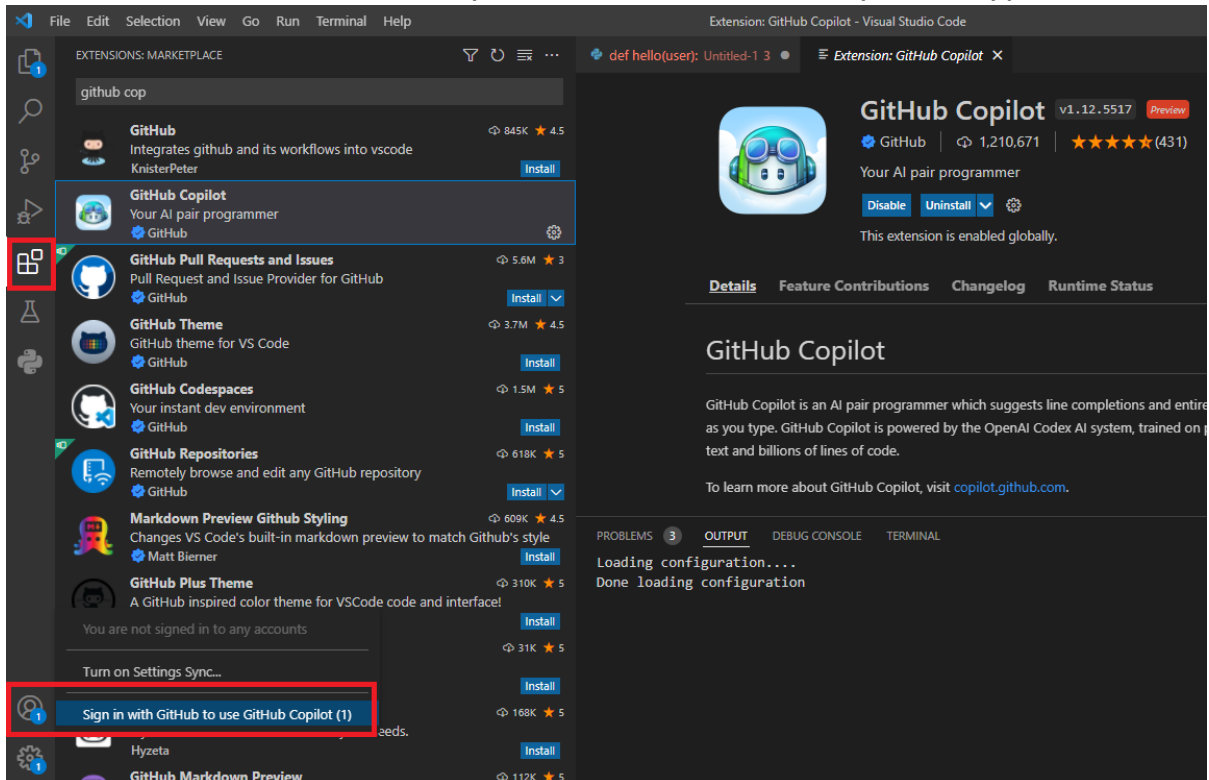 File Edit Selection View Go Run Terminal Help
Extension: GitHub Copilot - Visual Studio Code
EXTENSIONS: MARKETPLACE
github cop
GitHub 845K 4.5
Integrates github and its workflows into vscode
KnisterPeter Install
GitHub Copilot
Your AI pair programmer
GitHub
GitHub Pull Requests and Issues 5.6M 3
Pull Request and Issue Provider for GitHub
GitHub Install
GitHub Theme 3.7M 4.5
GitHub theme for VS Code
GitHub Install
GitHub Codespaces 1.5M 5
Your instant dev environment
GitHub Install
GitHub Repositories 618K 5
Remotely browse and edit any GitHub repository
GitHub Install
Markdown Preview Github Styling 609K 4.5
Changes VS Code's built-in markdown preview to match Github's style
Matt Bierner Install
GitHub Plus Theme 310K 5
A GitHub inspired color theme for VSCode code and interface!
Install
You are not signed in to any accounts
31K 5
Turn on Settings Sync...
Install
Sign in with GitHub to use GitHub Copilot (1)
168K 5
eeds.
Hyzeta Install
GitHub Markdown Preview 112K 5
1
1
1
def hello(user): Untitled-1 3
Extension: GitHub Copilot
GitHub Copilot v1.12.5517 Preview
GitHub 1,210,671 (431)
Your AI pair programmer
Disable Uninstall
This extension is enabled globally.
Details Feature Contributions Changelog Runtime Status
GitHub Copilot
GitHub Copilot is an AI pair programmer which suggests line completions and entire
as you type. GitHub Copilot is powered by the OpenAI Codex AI system, trained on
text and billions of lines of code.
To learn more about GitHub Copilot, visit copilot.github.com.
PROBLEMS 3 OUTPUT DEBUG CONSOLE TERMINAL
Loading configuration....
Done loading configuration